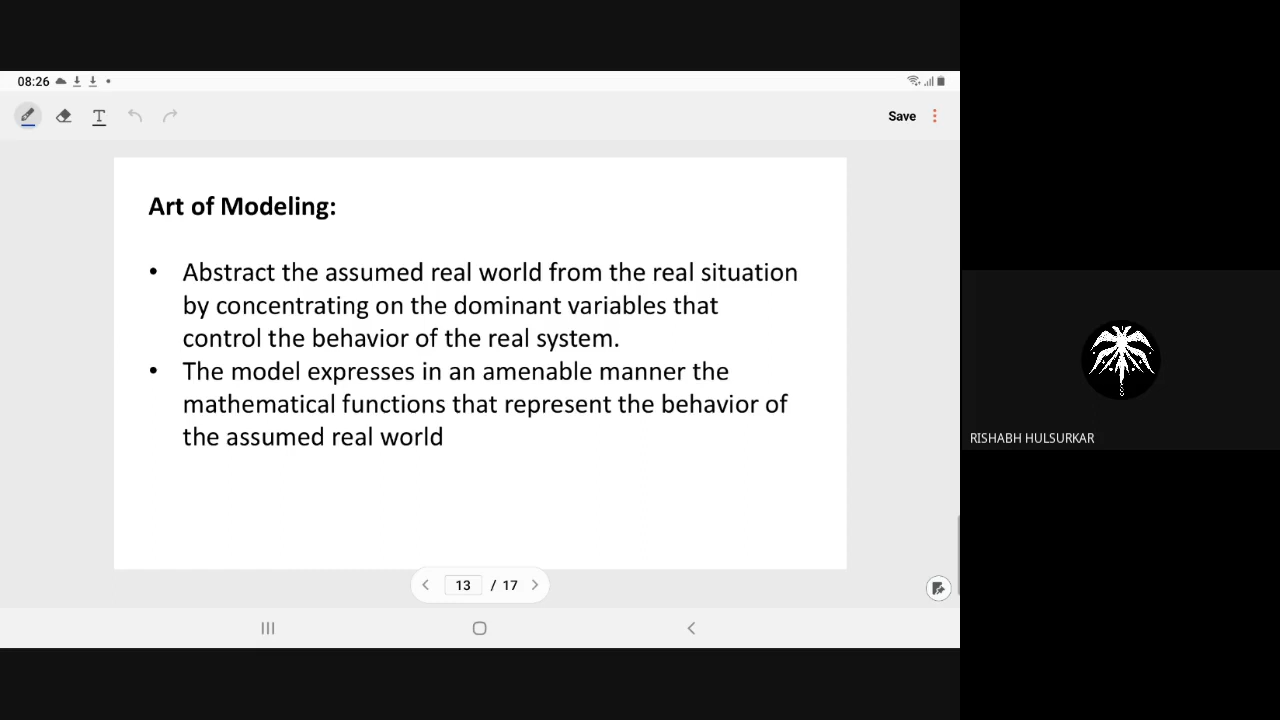 08:26
T
Save
Art of Modeling:
• Abstract the assumed real world from the real situation
by concentrating on the dominant variables that
control the behavior of the real system.
• The model expresses in an amenable manner the
mathematical functions that represent the behavior of
the assumed real world
13 / 17
RISHABH HULSURKAR